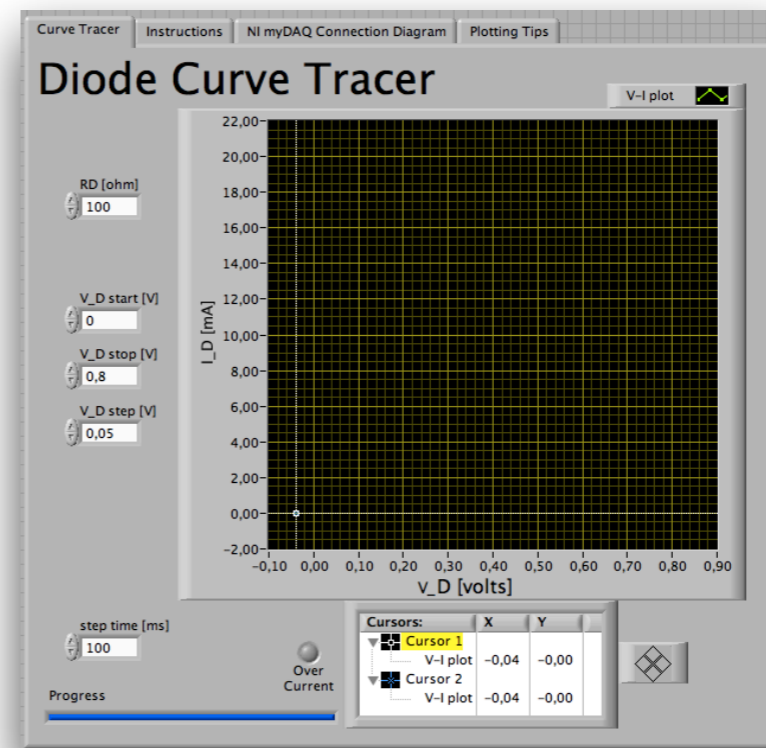 Curve Tracer
Instructions
NI myDAQ Connection Diagram
Plotting Tips
Diode Curve Tracer
V-I plot
RD [ohm]
100
V_D start [V]
0
V_D stop [V]
0,8
V_D step [V]
0,05
step time [ms]
100
Progress
I_D [mA]
22,00
20,00
18,00
16,00
14,00
12,00
10,00
8,00
6,00
4,00
2,00
0,00
-2,00
-0,10 0,00 0,10 0,20 0,30 0,40 0,50 0,60 0,70 0,80 0,90
V_D [volts]
Over
Current
Cursors: X Y
Cursor 1
V-I plot -0,04 -0,00
Cursor 2
V-I plot -0,04 -0,00